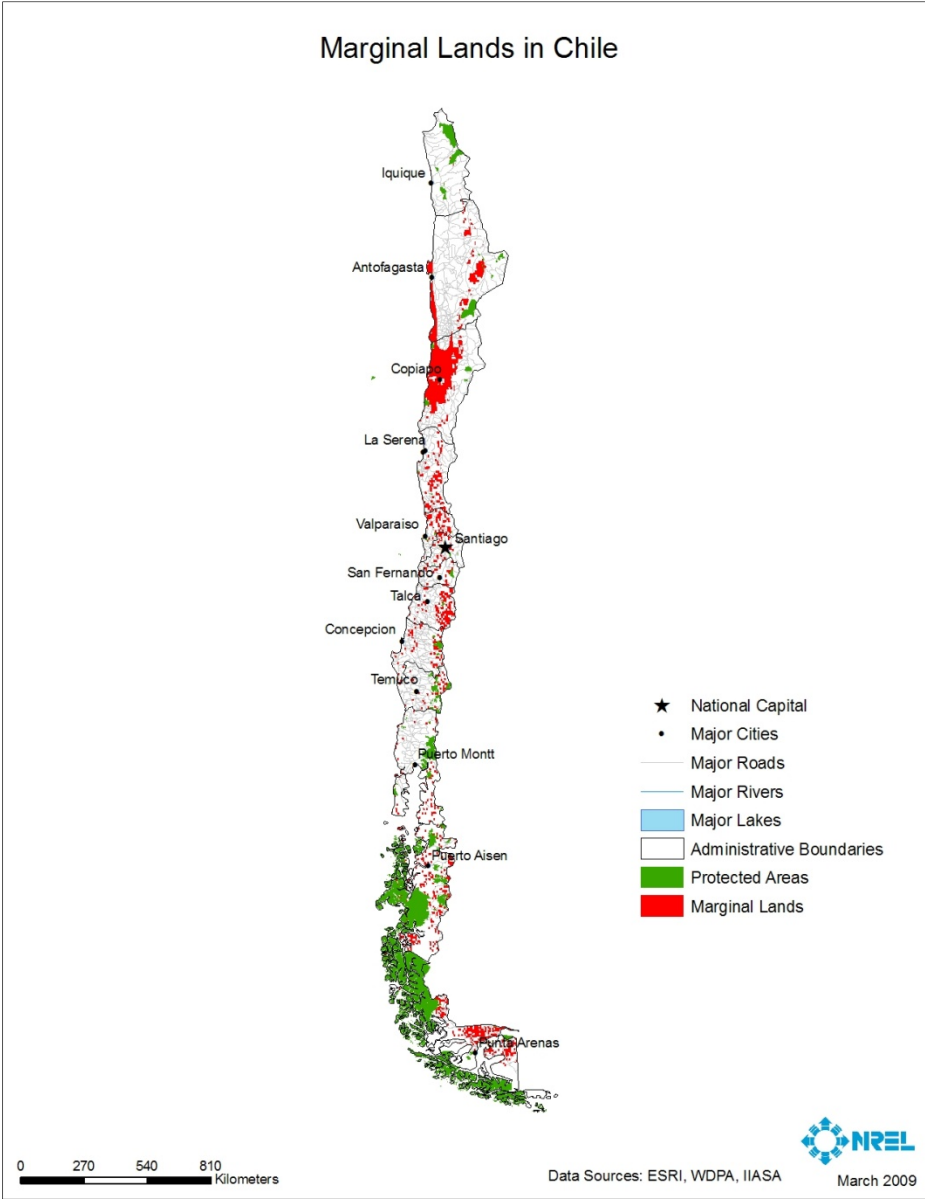 Marginal Lands in Chile
Iquique
Antofagasta
Copiapo
La Serena
Valparaiso
Santiago
San Fernando
Talca
Concepcion
Temuco
Puerto Montt
Puerto Aisen
Punta Arenas
National Capital
Major Cities
Major Roads
Major Rivers
Major Lakes
Administrative Boundaries
Protected Areas
Marginal Lands
0 270 540 810
Kilometers
Data Sources: ESRI, WDPA, IIASA
NREL
March 2009